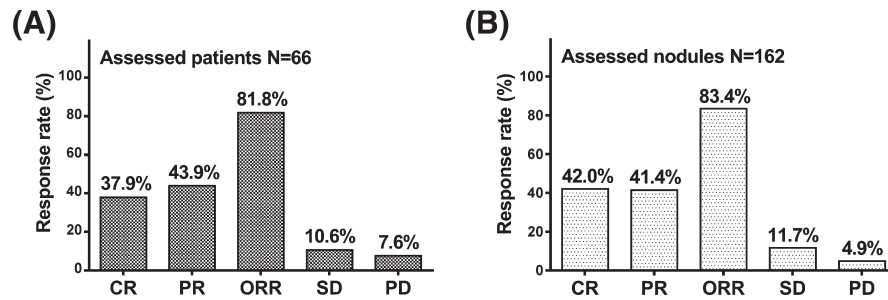 (A)
Assessed patients N=66
Response rate (%)
100
80
60
40
20
0
37.9%
43.9%
81.8%
10.6%
7.6%
CR PR ORR SD PD
(B)
Assessed nodules N=162
Response rate (%)
100
80
60
40
20
0
42.0%
41.4%
83.4%
11.7%
4.9%
CR PR ORR SD PD